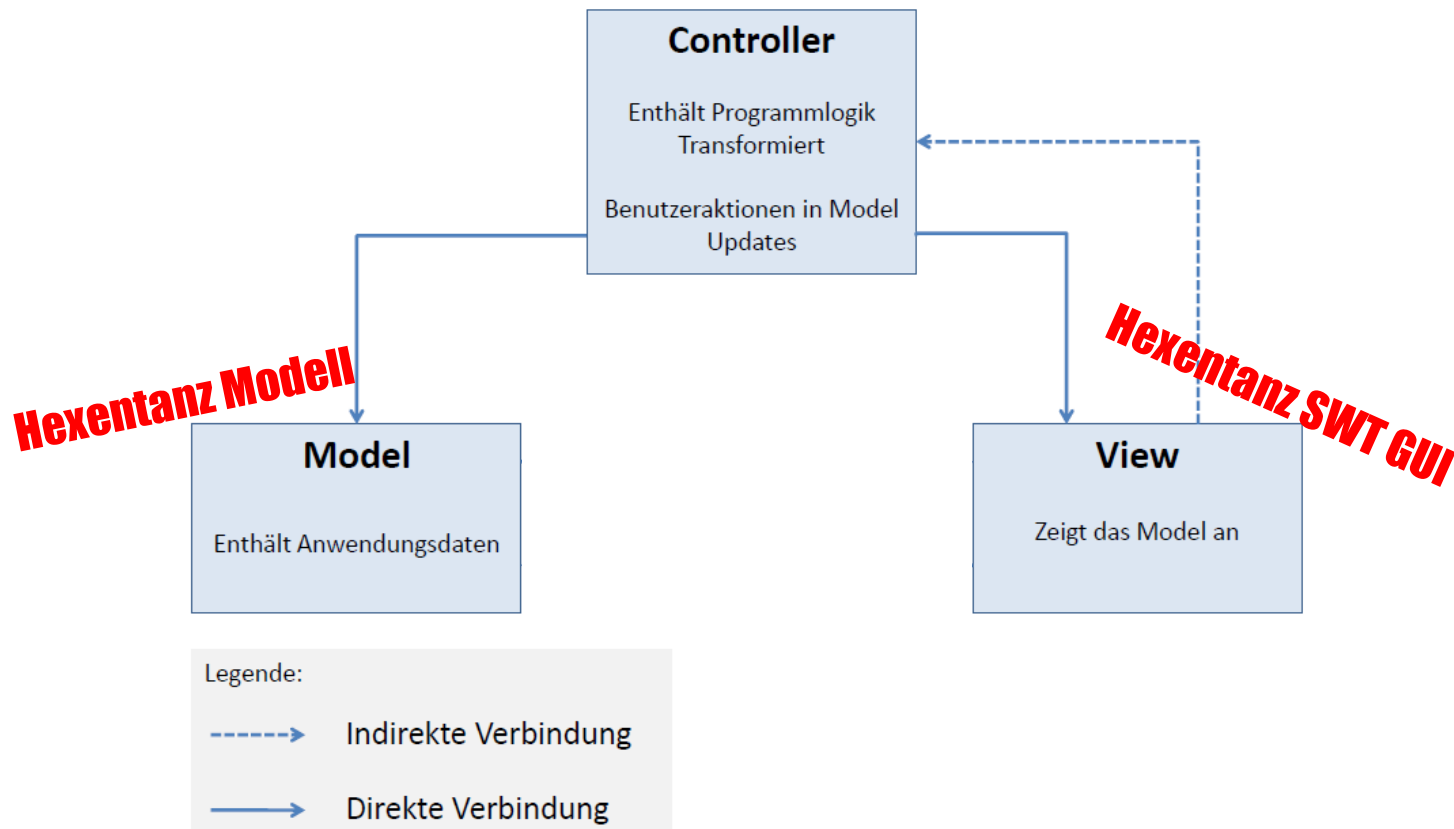 Controller
Enthält Programmlogik
Transformiert
Benutzeraktionen in Model
Updates
Hexentanz Modell
Hexentanz SWT GUI
Model
Enthält Anwendungsdaten
View
Zeigt das Model an
Legende:
Indirekte Verbindung
Direkte Verbindung